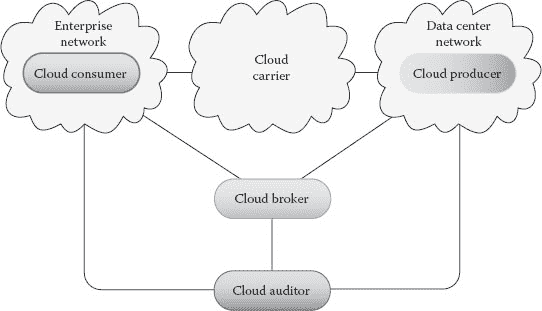 Enterprise
network
Cloud consumer
Cloud
carrier
Data center
network
Cloud producer
Cloud broker
Cloud auditor